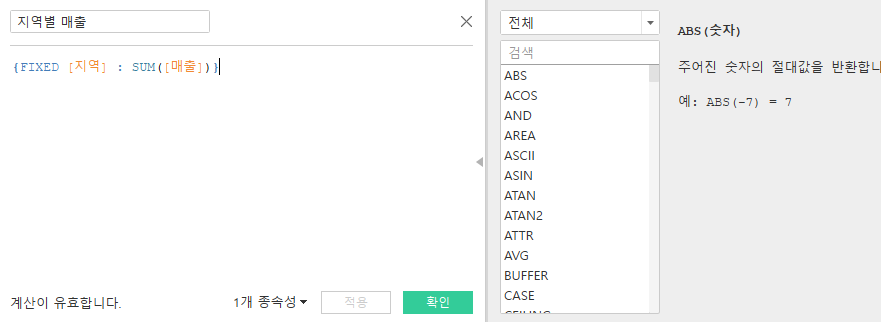 지역별 매출
{FIXED [지역] : SUM([매출])}
계산이 유효합니다.
1개 종속성
적용
확인
전체
검색
ABS
ACOS
AND
AREA
ASCII
ASIN
ATAN
ATAN2
ATTR
AVG
BUFFER
CASE
CEILING
ABS(숫자)
주어진 숫자의 절대값을 반환합니
예: ABS(-7) = 7